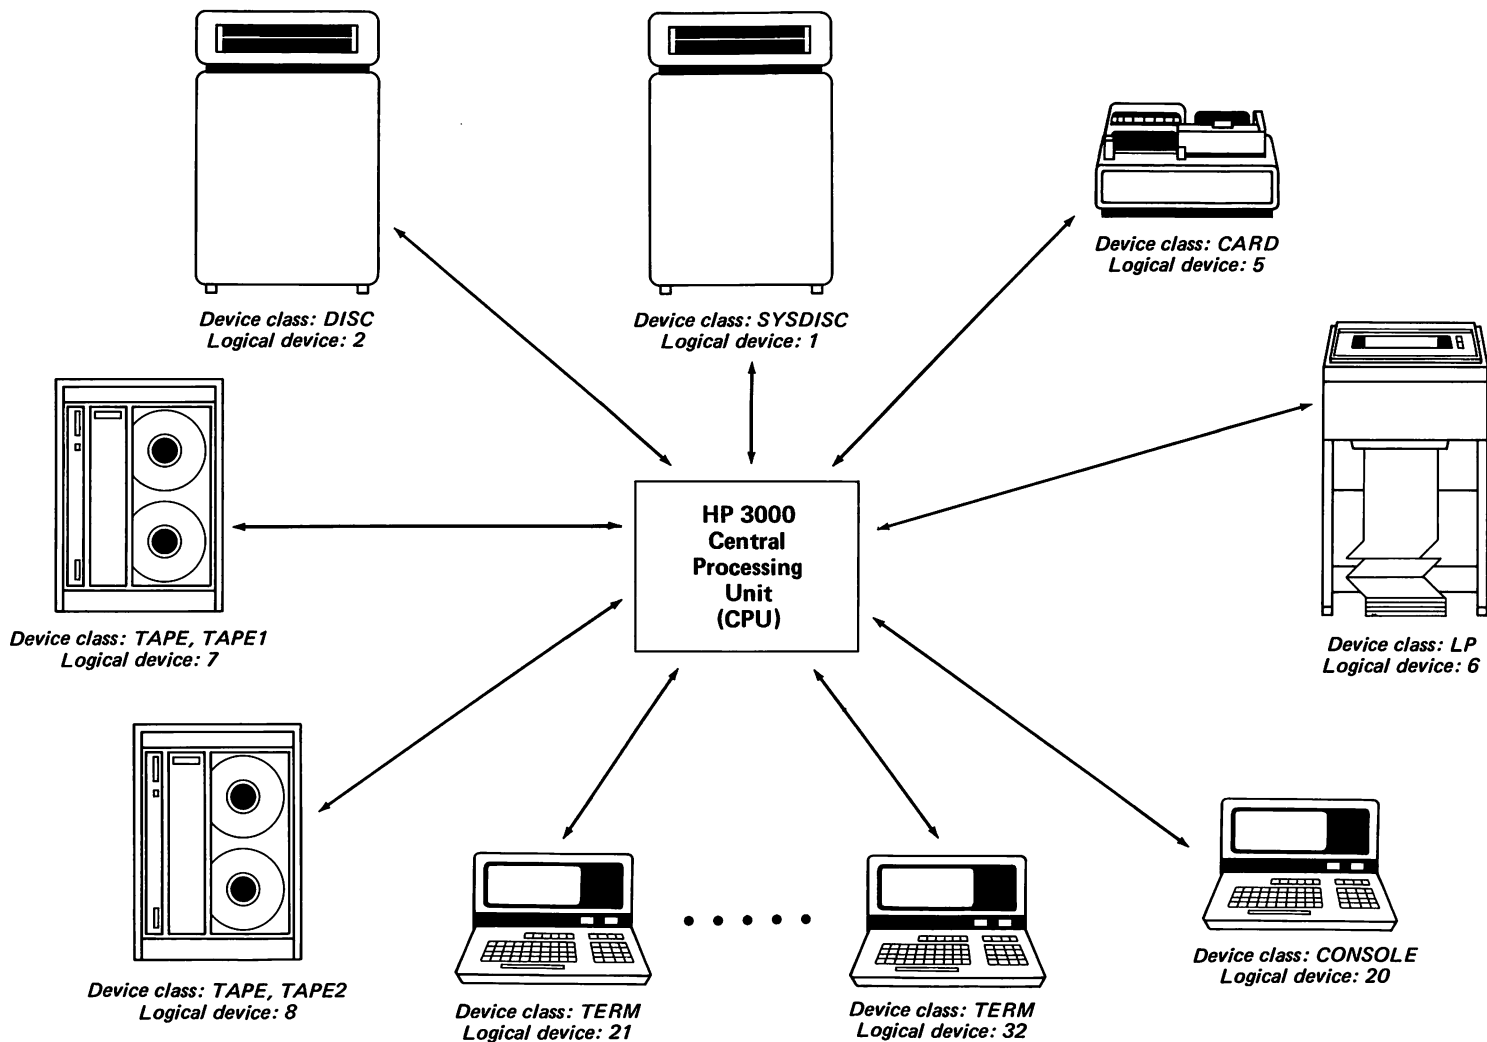 Device class: DISC
Logical device: 2
Device class: SYSDISC
Logical device: 1
Device class: CARD
Logical device: 5
Device class: LP
Logical device: 6
HP 3000
Central
Processing
Unit
(CPU)
Device class: TAPE, TAPE1
Logical device: 7
Device class: TAPE, TAPE2
Logical device: 8
Device class: TERM
Logical device: 21
Device class: TERM
Logical device: 32
Device class: CONSOLE
Logical device: 20